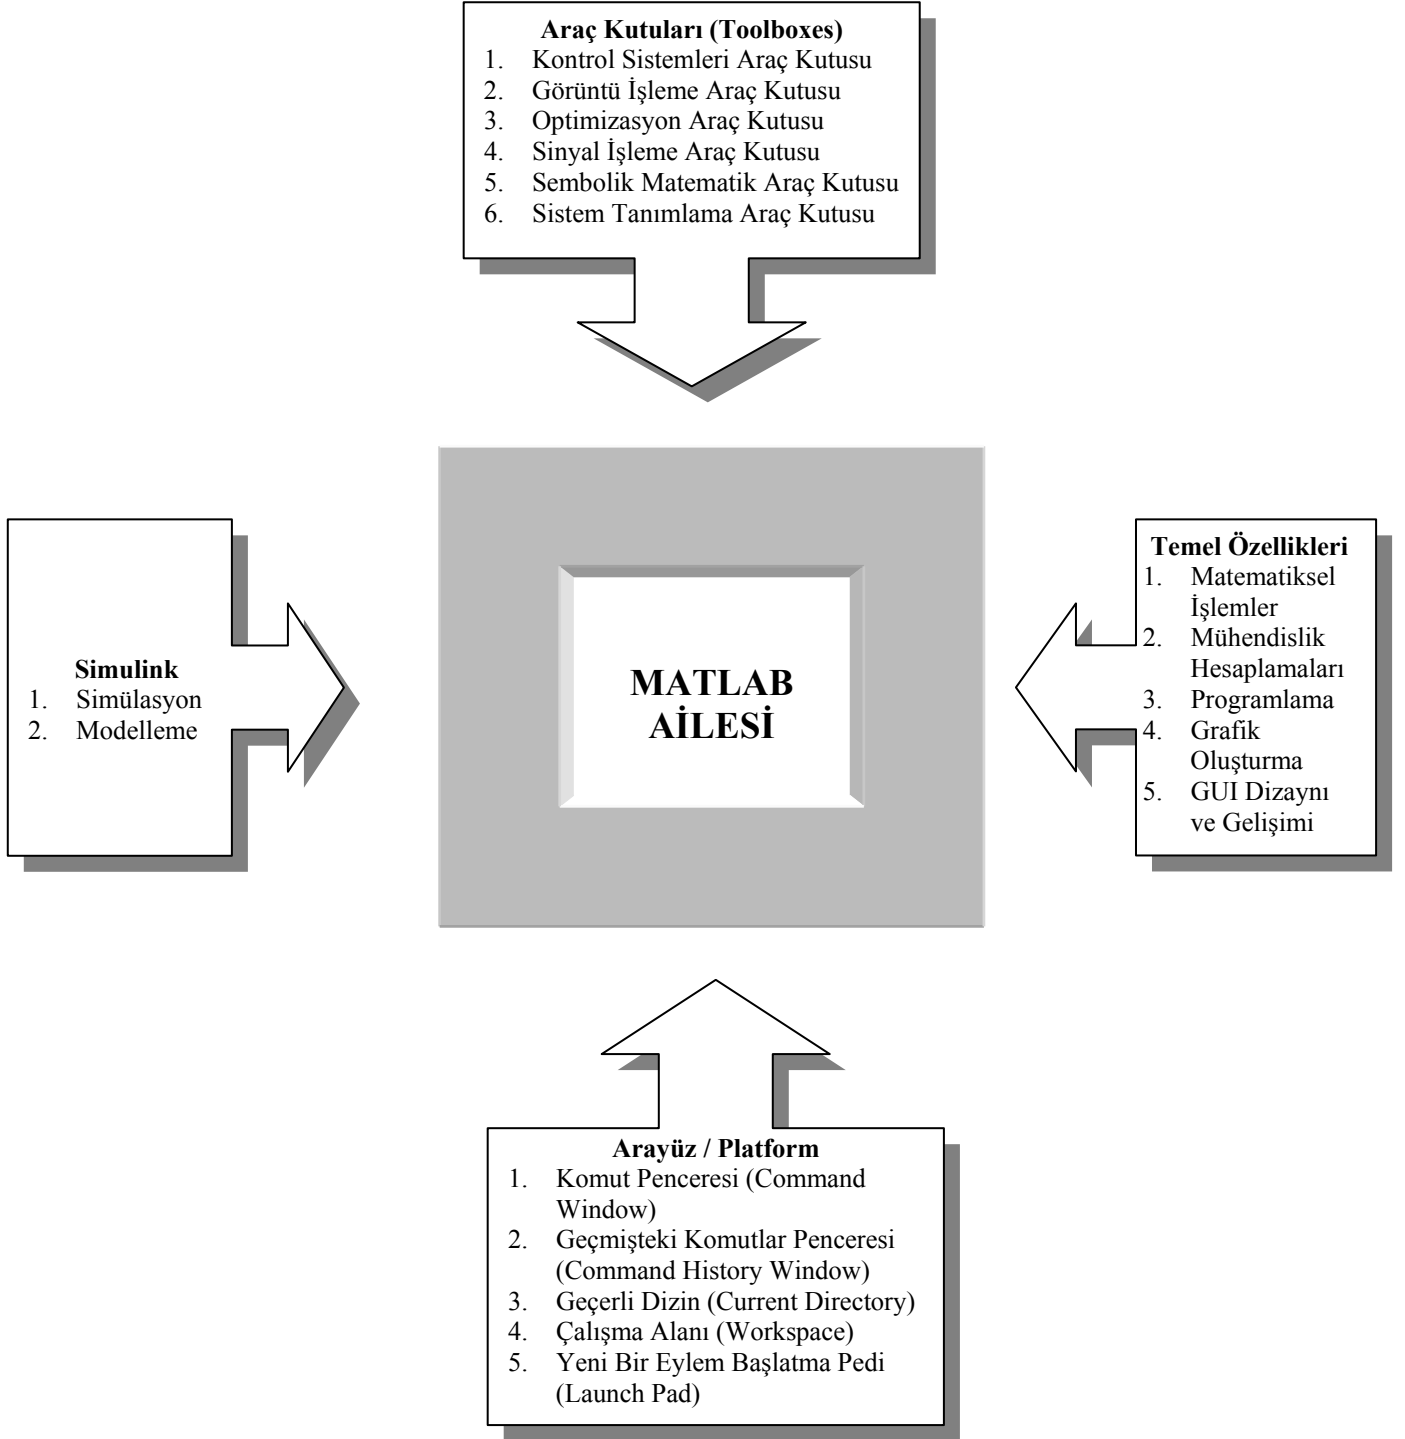 Araç Kutuları (Toolboxes)
1. Kontrol Sistemleri Araç Kutusu
2. Görüntü İşleme Araç Kutusu
3. Optimizasyon Araç Kutusu
4. Sinyal İşleme Araç Kutusu
5. Sembolik Matematik Araç Kutusu
6. Sistem Tanımlama Araç Kutusu
Simulink
1. Simülasyon
2. Modelleme
MATLAB
AİLESİ
Temel Özellikleri
1. Matematiksel
İşlemler
2. Mühendislik
Hesaplamaları
3. Programlama
4. Grafik
Oluşturma
5. GUI Dizaynı
ve Gelişimi
Arayüz / Platform
1. Komut Penceresi (Command
Window)
2. Geçmişteki Komutlar Penceresi
(Command History Window)
3. Geçerli Dizin (Current Directory)
4. Çalışma Alanı (Workspace)
5. Yeni Bir Eylem Başlatma Pedi
(Launch Pad)